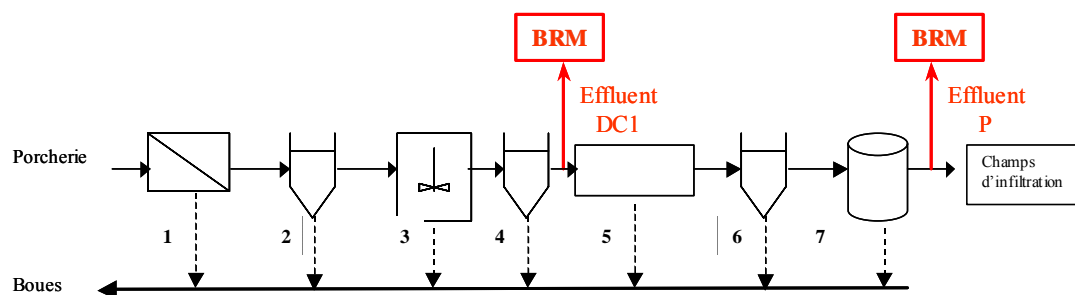 BRM
BRM
Effluent
DC1
Effluent
P
Porcherie
Champs
d'infiltration
1
2
3
4
5
6
7
Boues